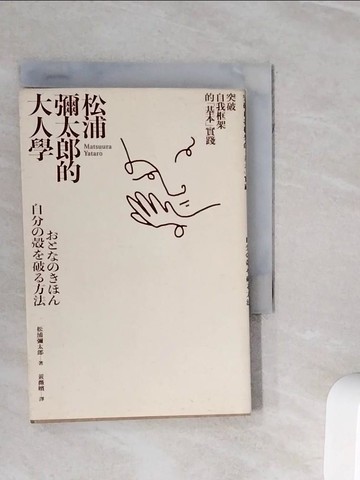 突破
自我框架
的「基本」實踐
松浦
彌太郎的
大人學
Matsuura
Yataro
おとなのきほん
自分の殻を破る方法
松浦彌太郎・著